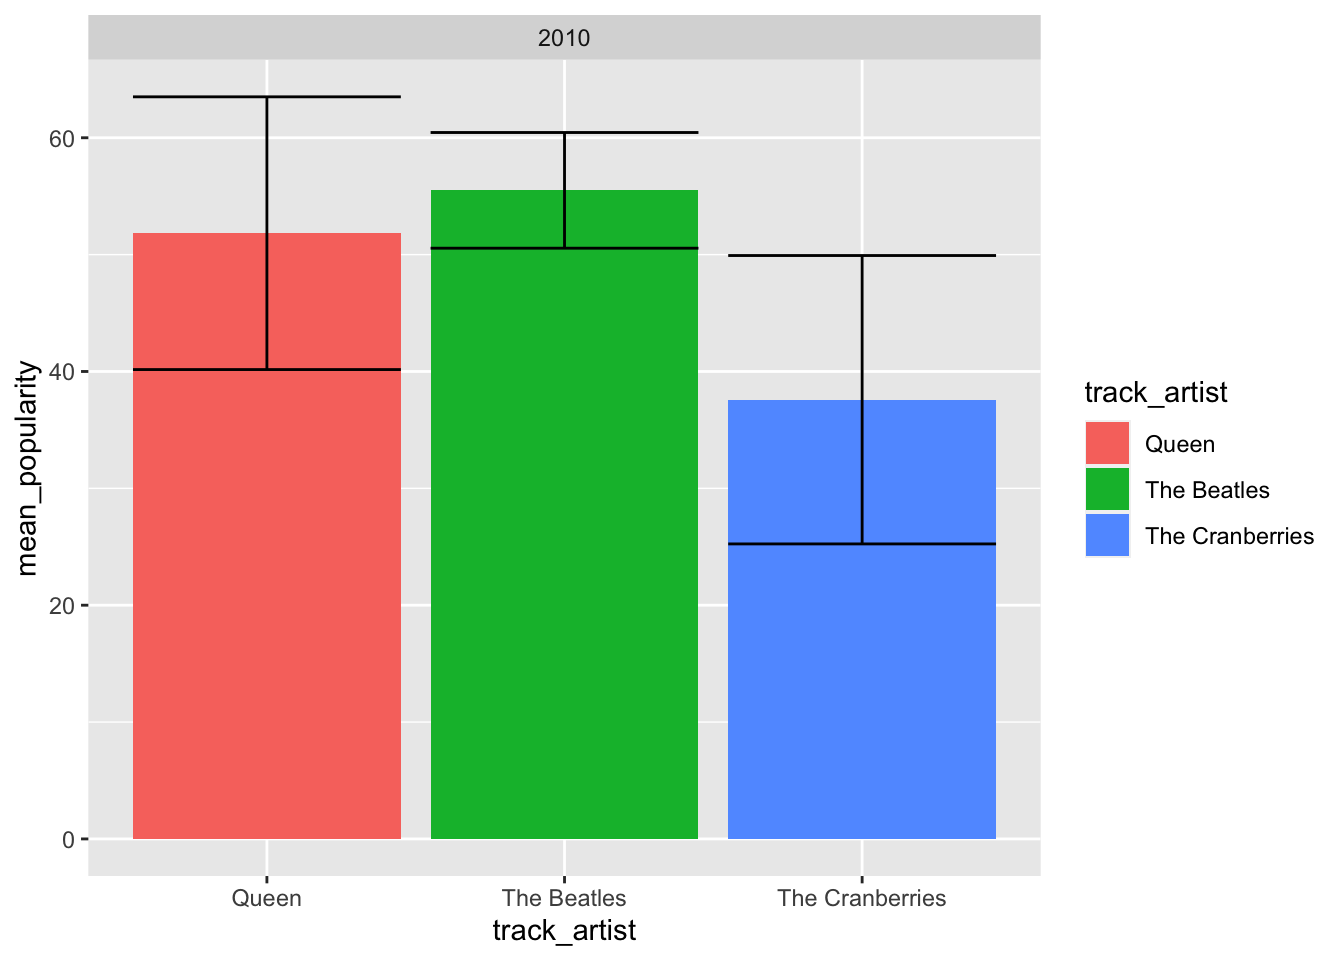 2010
60
40
20
0
mean_popularity
Queen
The Beatles
The Cranberries
track_artist
track_artist
Queen
The Beatles
The Cranberries